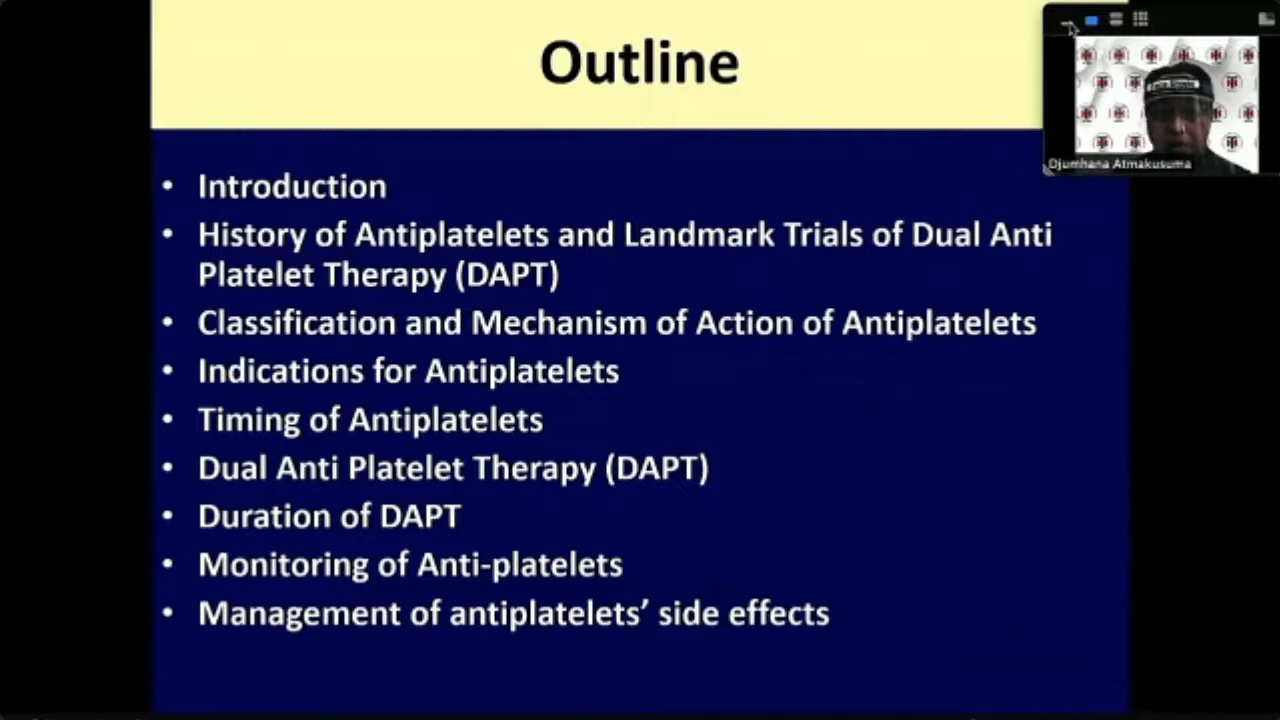 Outline
• Introduction
• History of Antiplatelets and Landmark Trials of Dual Anti
Platelet Therapy (DAPT)
• Classification and Mechanism of Action of Antiplatelets
• Indications for Antiplatelets
• Timing of Antiplatelets
• Dual Anti Platelet Therapy (DAPT)
• Duration of DAPT
• Monitoring of Anti-platelets
• Management of antiplatelets’ side effects
Djumhana Atmakusuma